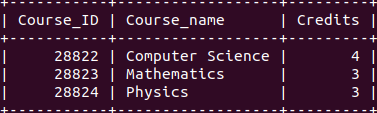 +-----------+------------------+---------+
| Course_ID | Course_name      | Credits |
+-----------+------------------+---------+
|     28822 | Computer Science |       4 |
|     28823 | Mathematics      |       3 |
|     28824 | Physics          |       3 |
+-----------+------------------+---------+